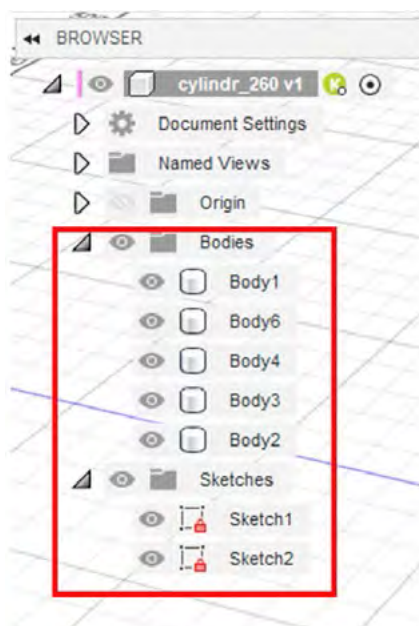 BROWSER
cylindr_260 v1
Document Settings
Named Views
Origin
Bodies
Body1
Body6
Body4
Body3
Body2
Sketches
Sketch1
Sketch2